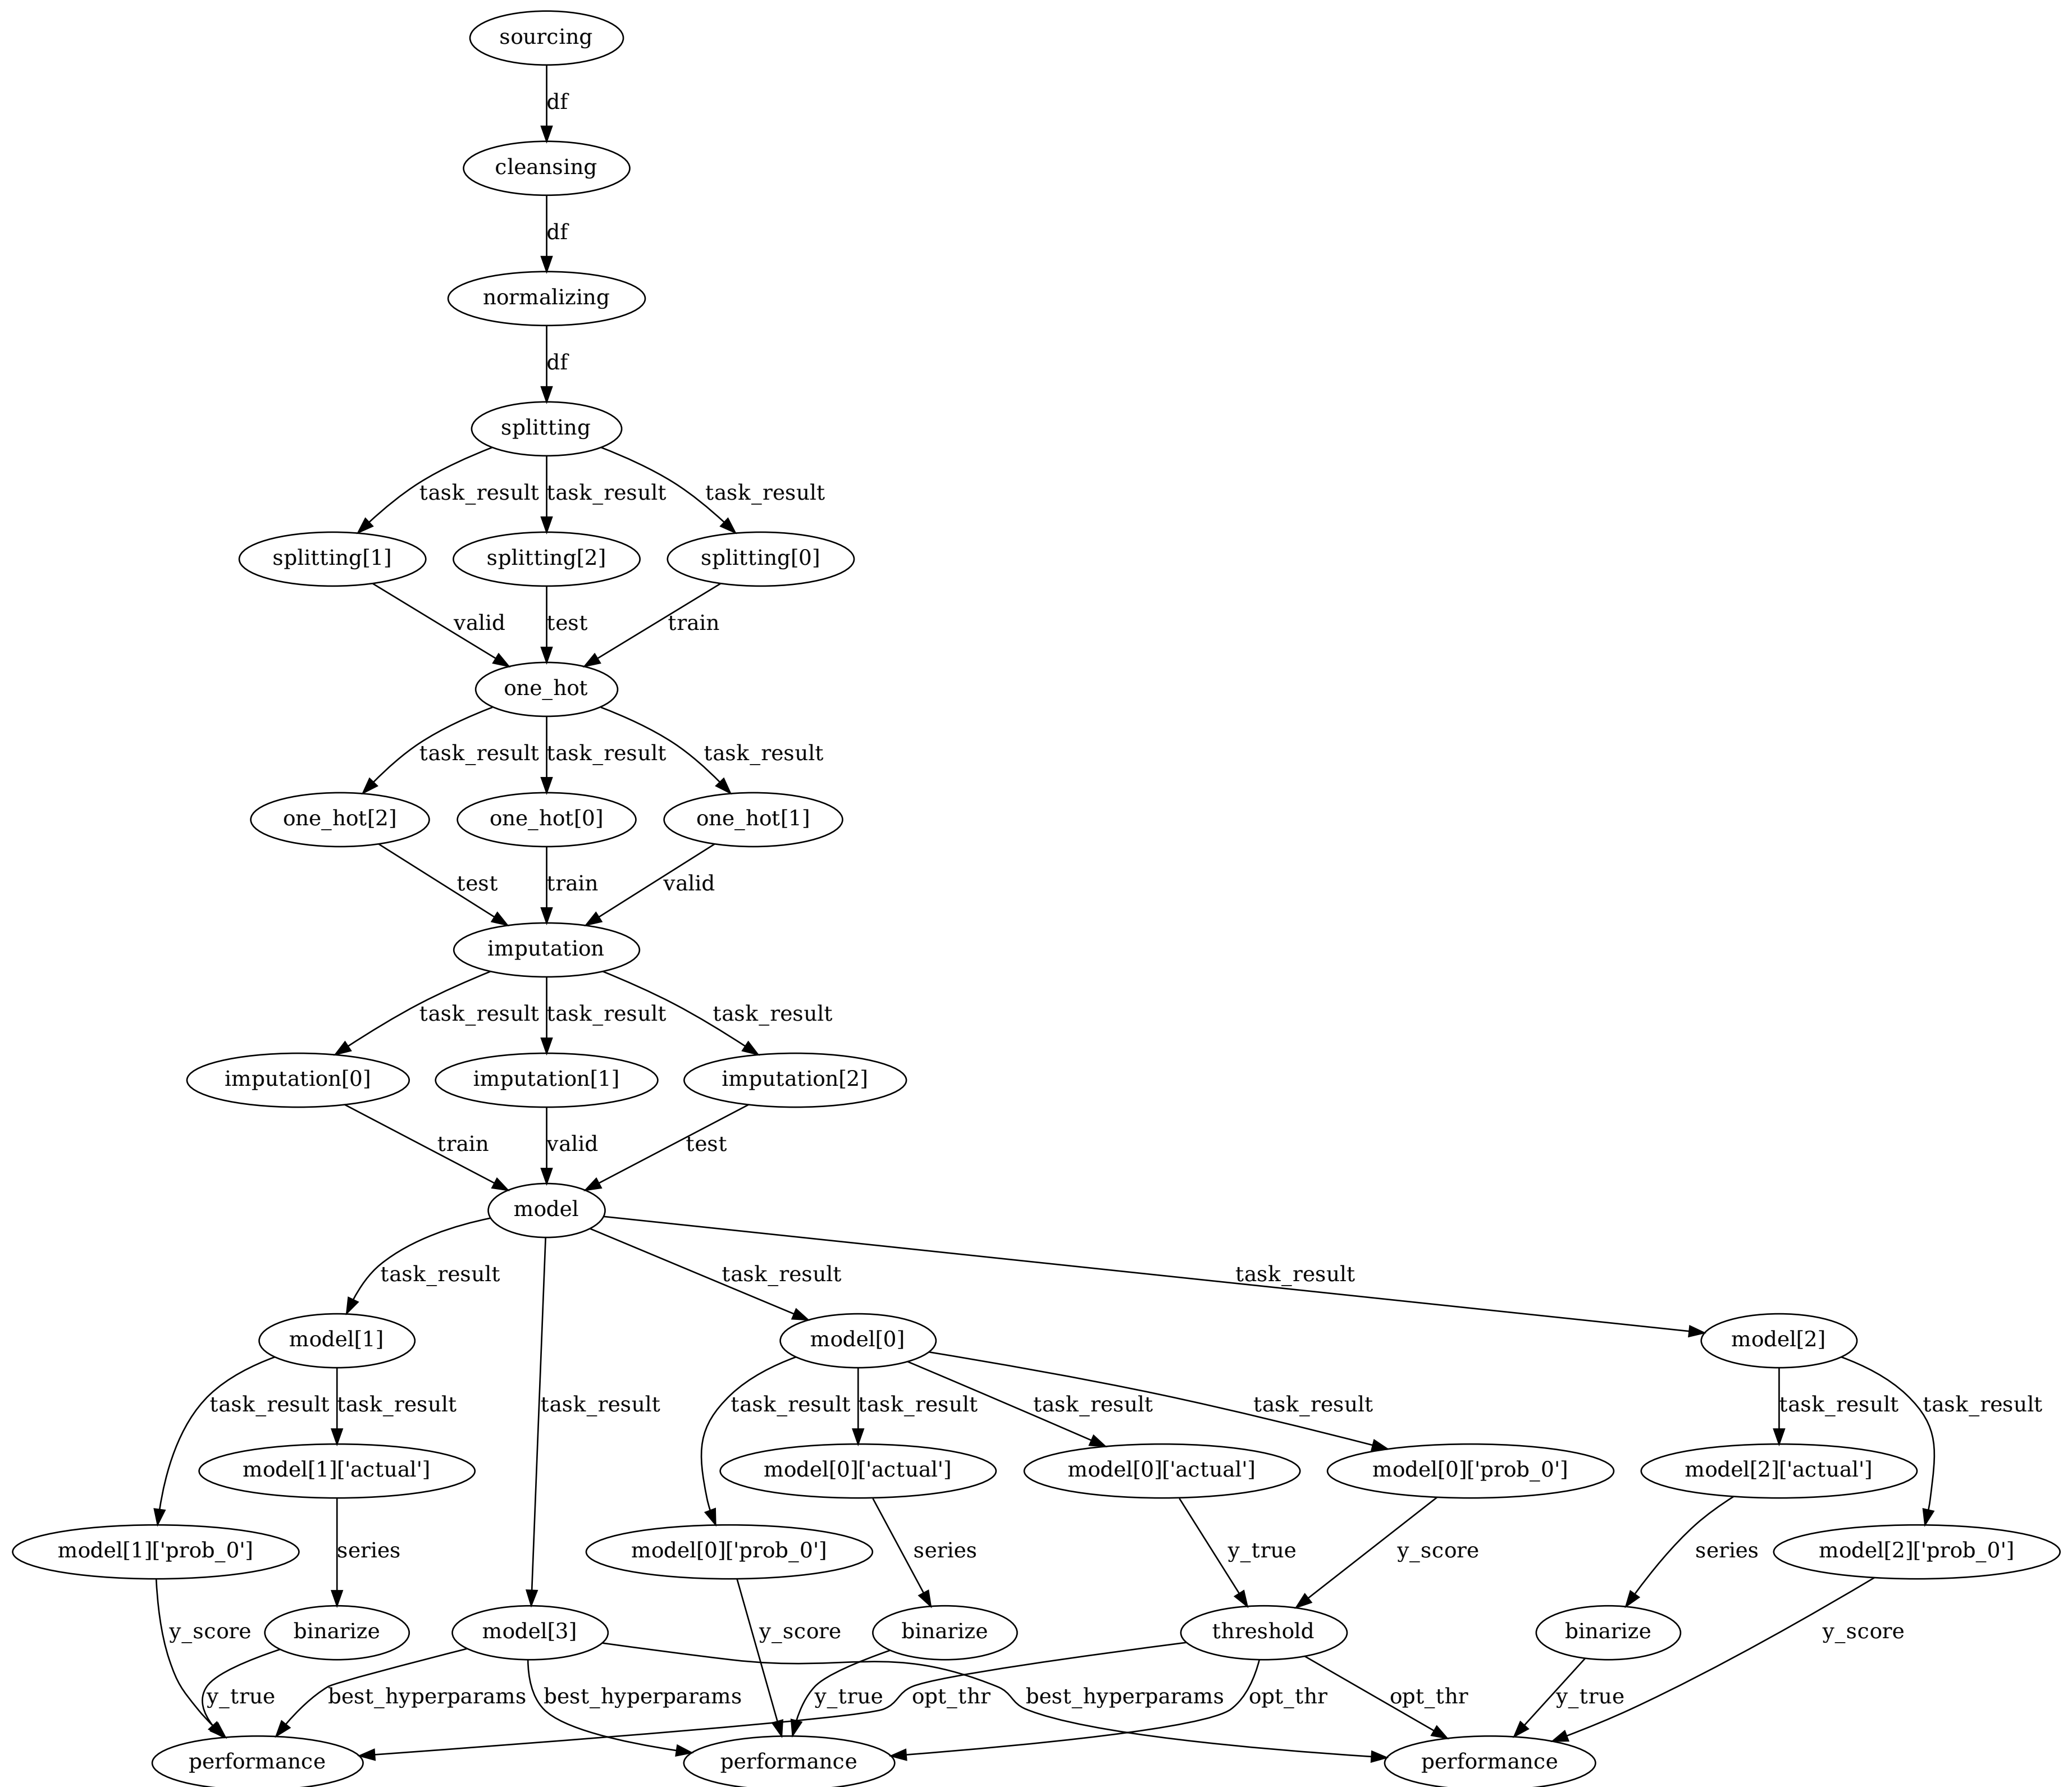 sourcing
df
cleansing
df
normalizing
df
splitting
task_result task_result task_result
splitting[1] splitting[2] splitting[0]
valid test train
one_hot
task_result task_result task_result
one_hot[2] one_hot[0] one_hot[1]
test train valid
imputation
task_result task_result task_result
imputation[0] imputation[1] imputation[2]
train valid test
model
task_result task_result task_result
model[1] model[0] model[2]
task_result task_result task_result task_result task_result task_result task_result task_result task_result
model[1]['actual'] model[0]['actual'] model[0]['actual'] model[0]['prob_0'] model[2]['actual']
model[1]['prob_0'] series model[0]['prob_0'] series y_true y_score series model[2]['prob_0']
y_score binarize model[3] y_score binarize threshold binarize y_score
y_true best_hyperparams best_hyperparams y_true opt_thr best_hyperparams opt_thr opt_thr y_true
performance performance performance